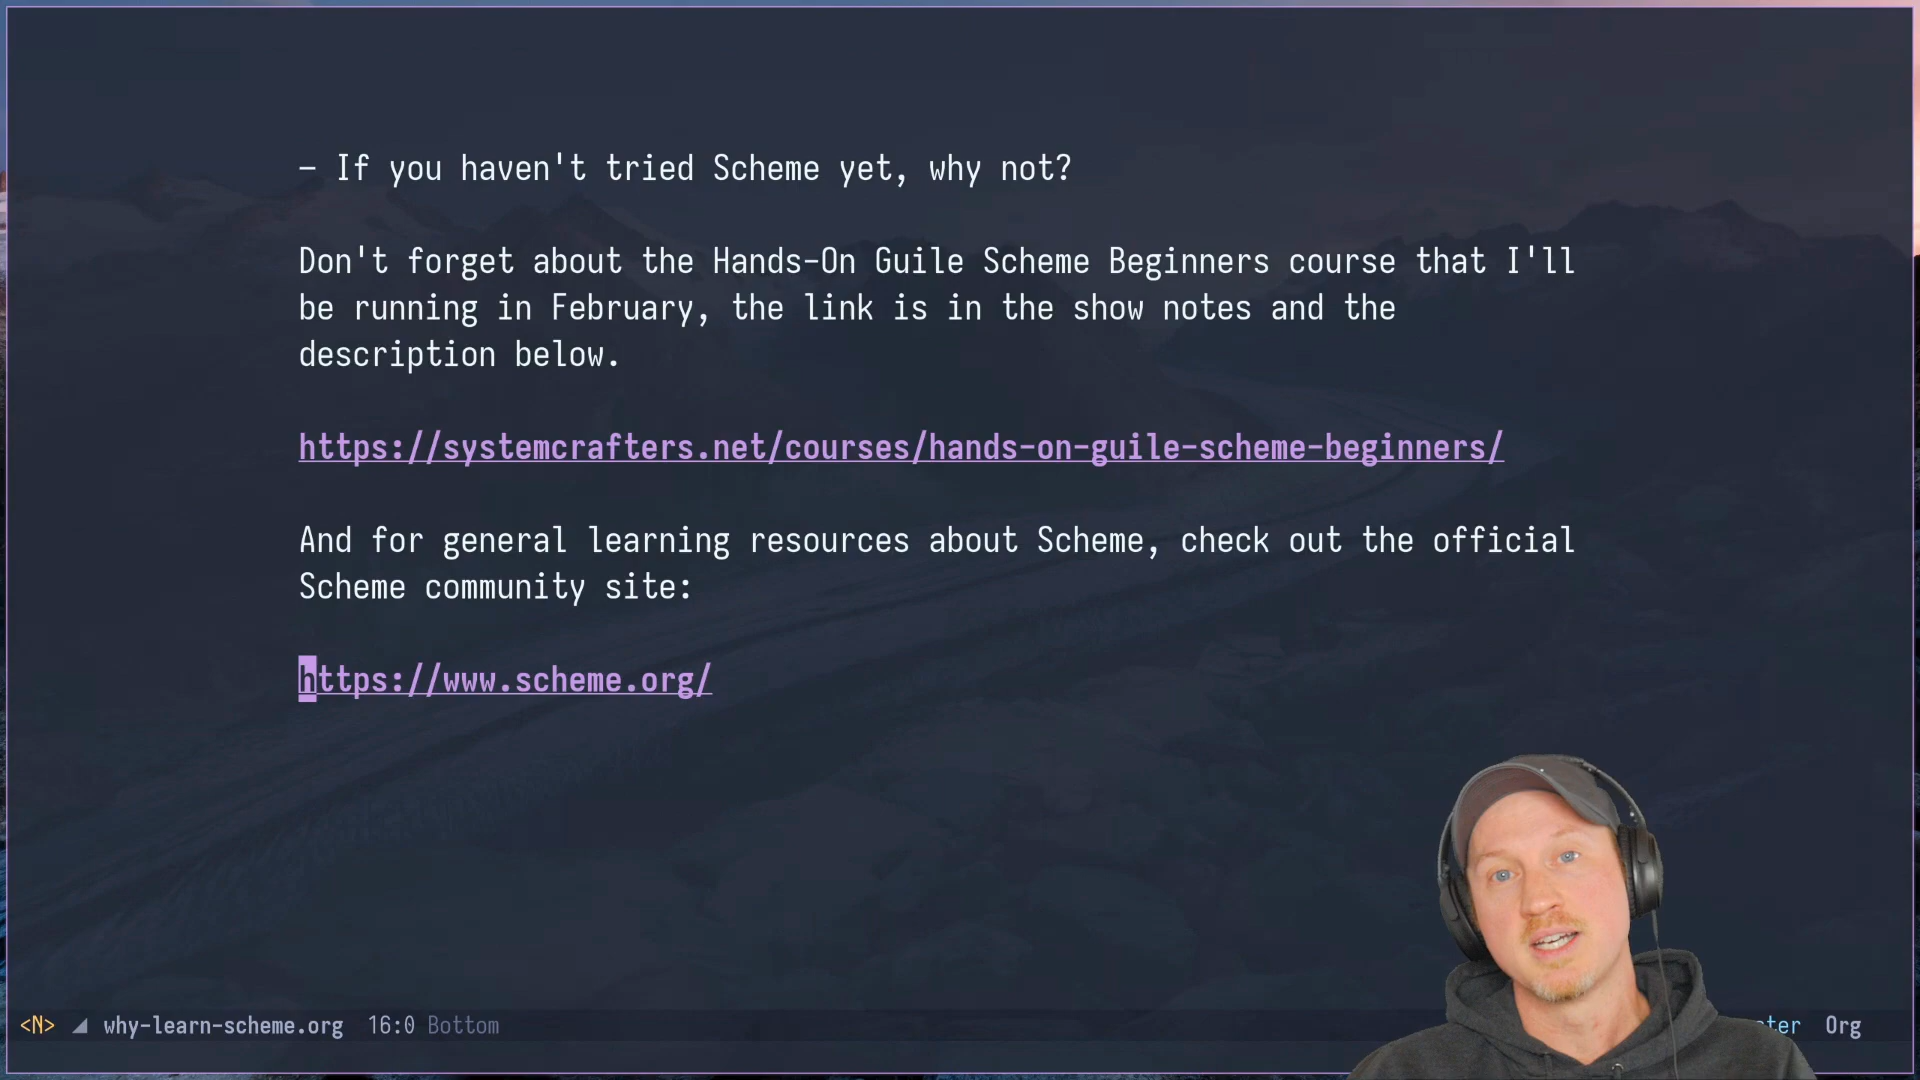 – If you haven't tried Scheme yet, why not?
Don't forget about the Hands-On Guile Scheme Beginners course that I'll
be running in February, the link is in the show notes and the
description below.
https://systemcrafters.net/courses/hands-on-guile-scheme-beginners/
And for general learning resources about Scheme, check out the official
Scheme community site:
https://www.scheme.org/
<N> why-learn-scheme.org 16:0 Bottom Org